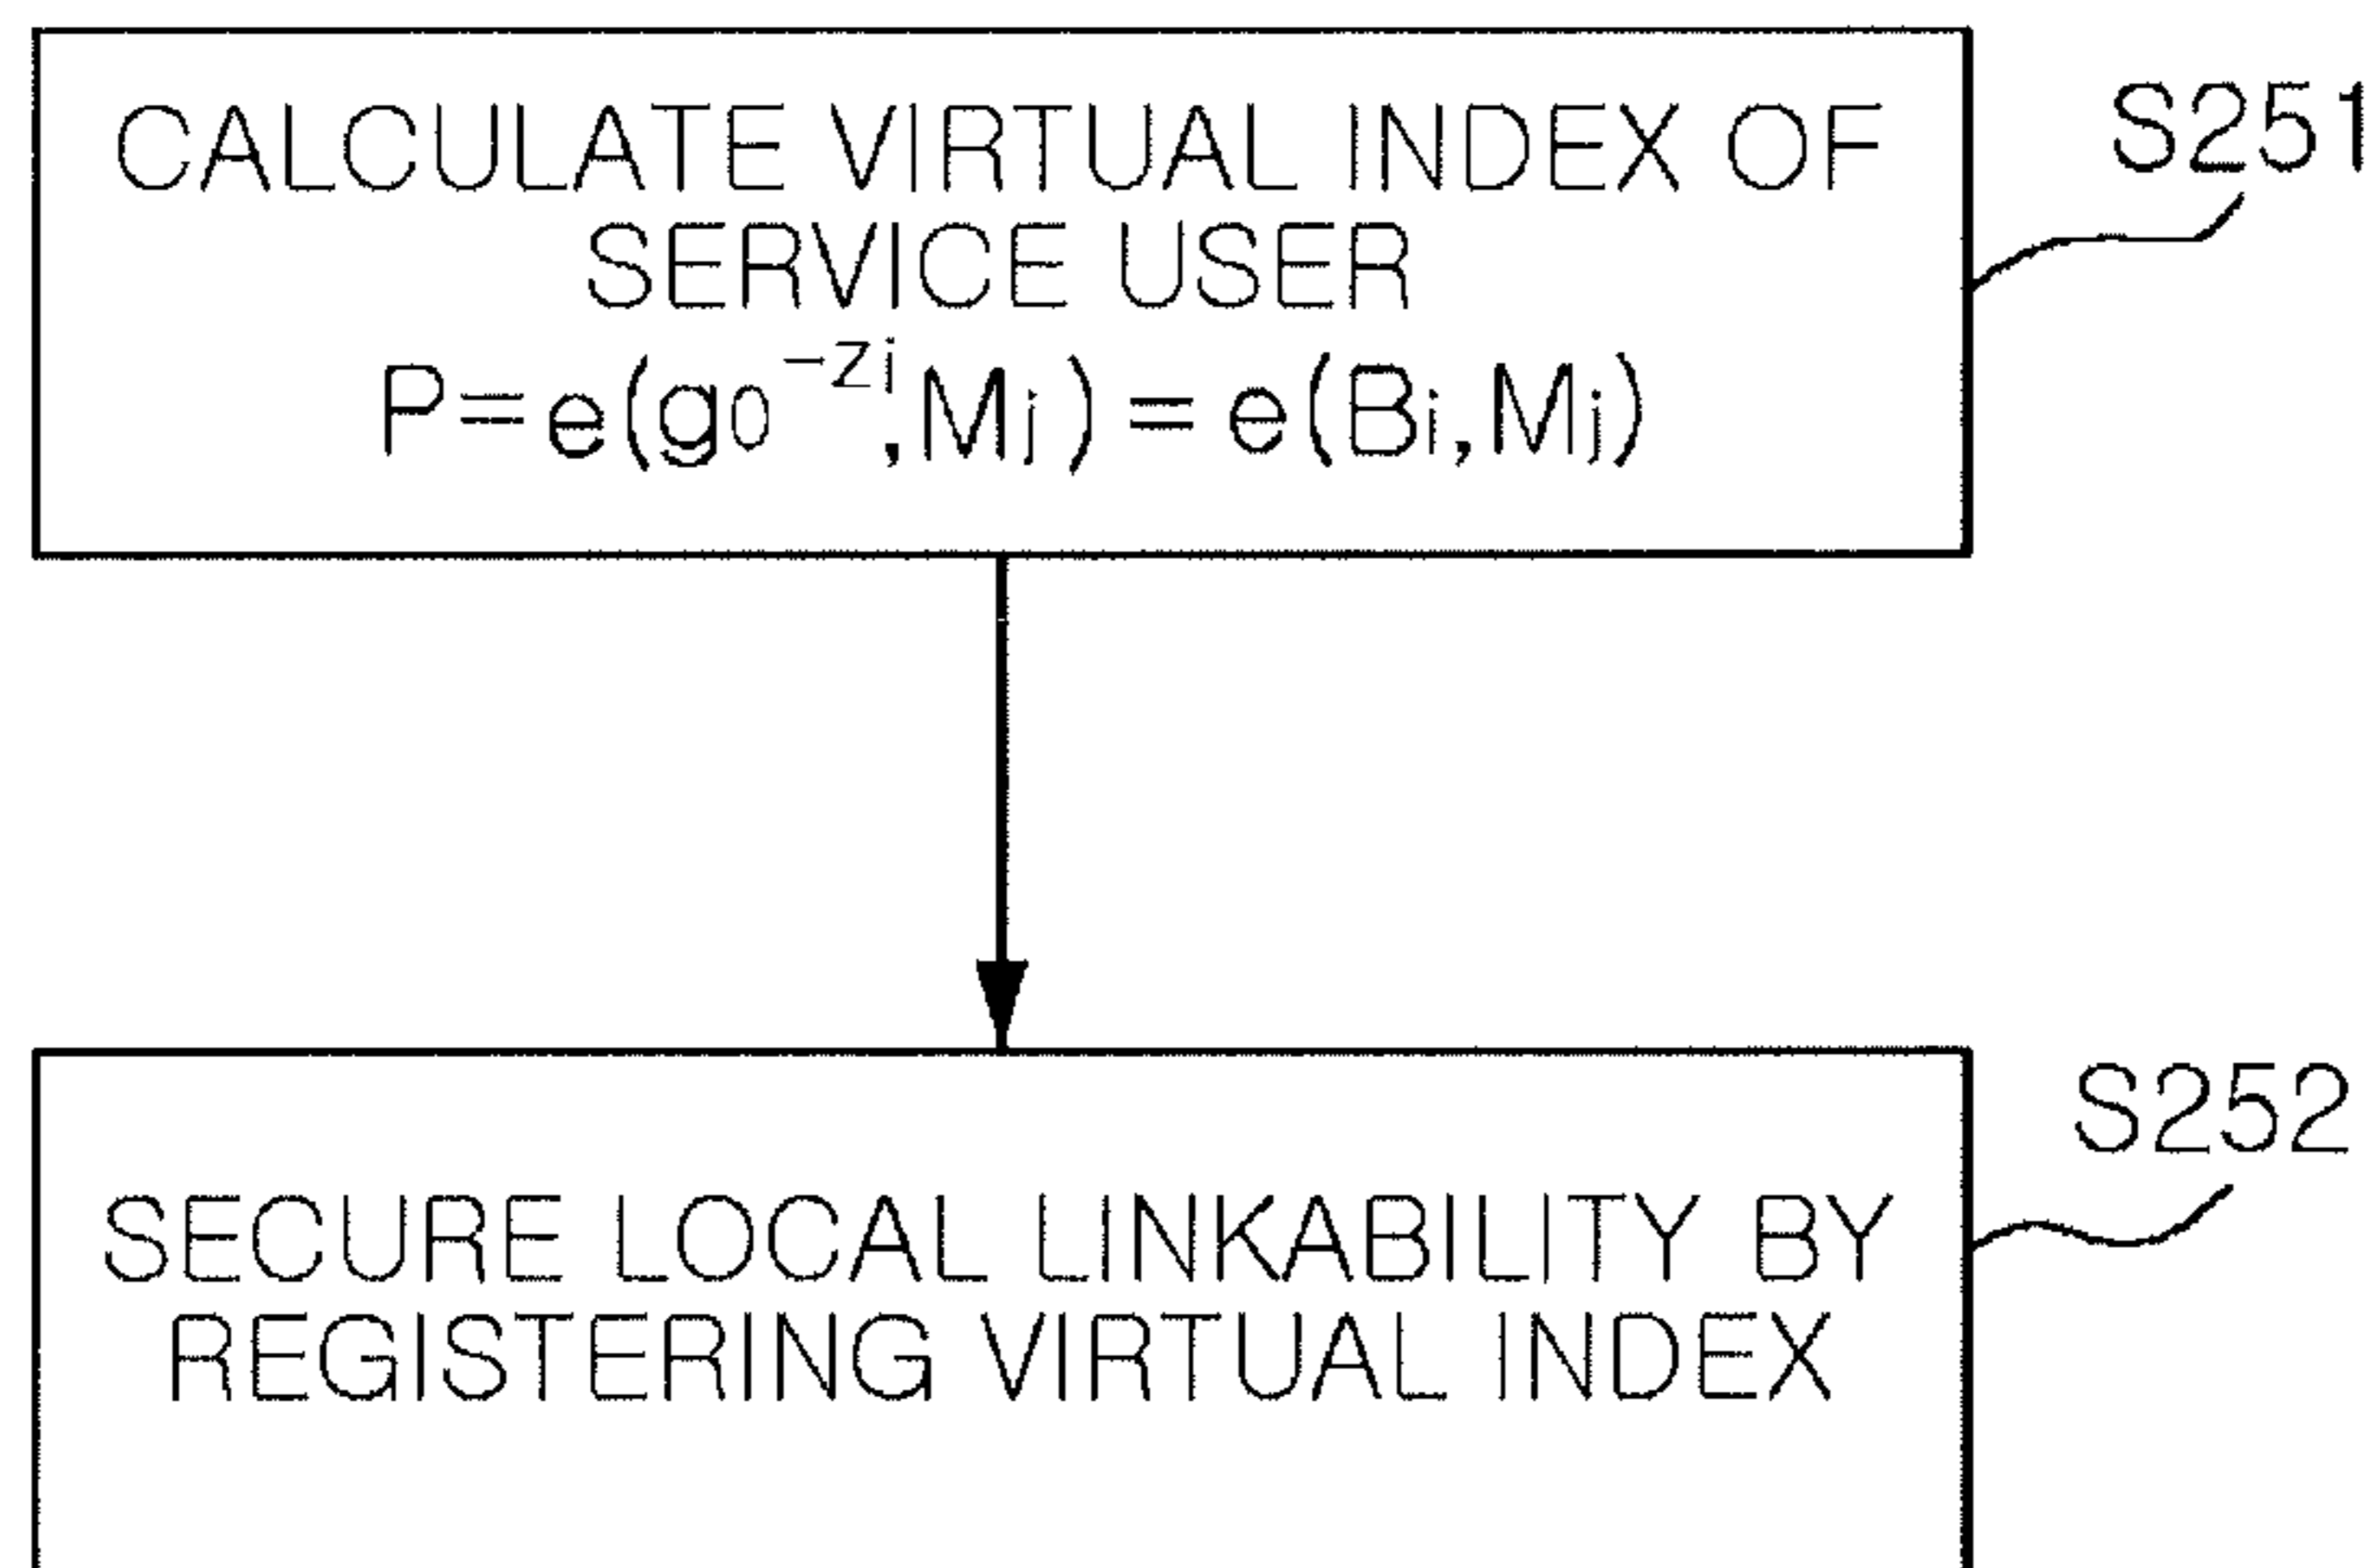 CALCULATE VIRTUAL INDEX OF
SERVICE USER
P=e(g0^-Zi,Mj)=e(Bi,Mj)
S251
SECURE LOCAL LINKABILITY BY
REGISTERING VIRTUAL INDEX
S252